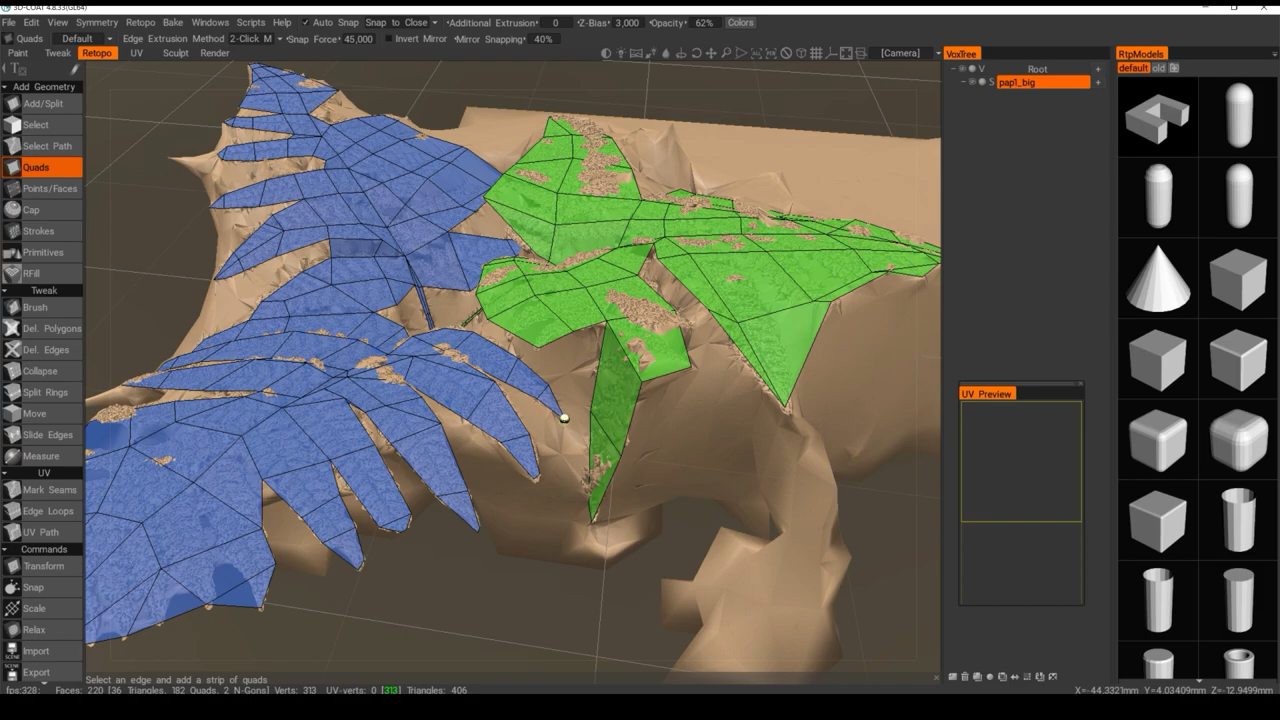 3D-COAT 4.8.33(GL64)
File Edit View Symmetry Retopo Bake Windows Scripts Help Auto Snap Snap to Close Additional Extrusion 0 Z-Bias 3,000 Opacity 62% Colors
Quads Default Edge Extrusion Method 2-Click M Snap Force 45,000 Invert Mirror Mirror Snapping 40%
Paint Tweak Retopo UV Sculpt Render [Camera] VoxTree RtpModels
default old
V Root +
S pap1_big +
Add Geometry
Add/Split
Select
Select Path
Quads
Points/Faces
Cap
Strokes
Primitives
RFill
Tweak
Brush
Del. Polygons
Del. Edges
Collapse
Split Rings
Move
Slide Edges
Measure
UV
Mark Seams
Edge Loops
UV Path
Commands
Transform
Snap
Scale
Relax
Import
Export
UV Preview
Select an edge and add a strip of quads
fps:328: Faces: 220 [36 Triangles, 182 Quads, 2 N-Gons] Verts: 313 UV-verts: 0 [313] Triangles: 406
X=-44.3321mm Y=4.03409mm Z=-12.9499mm